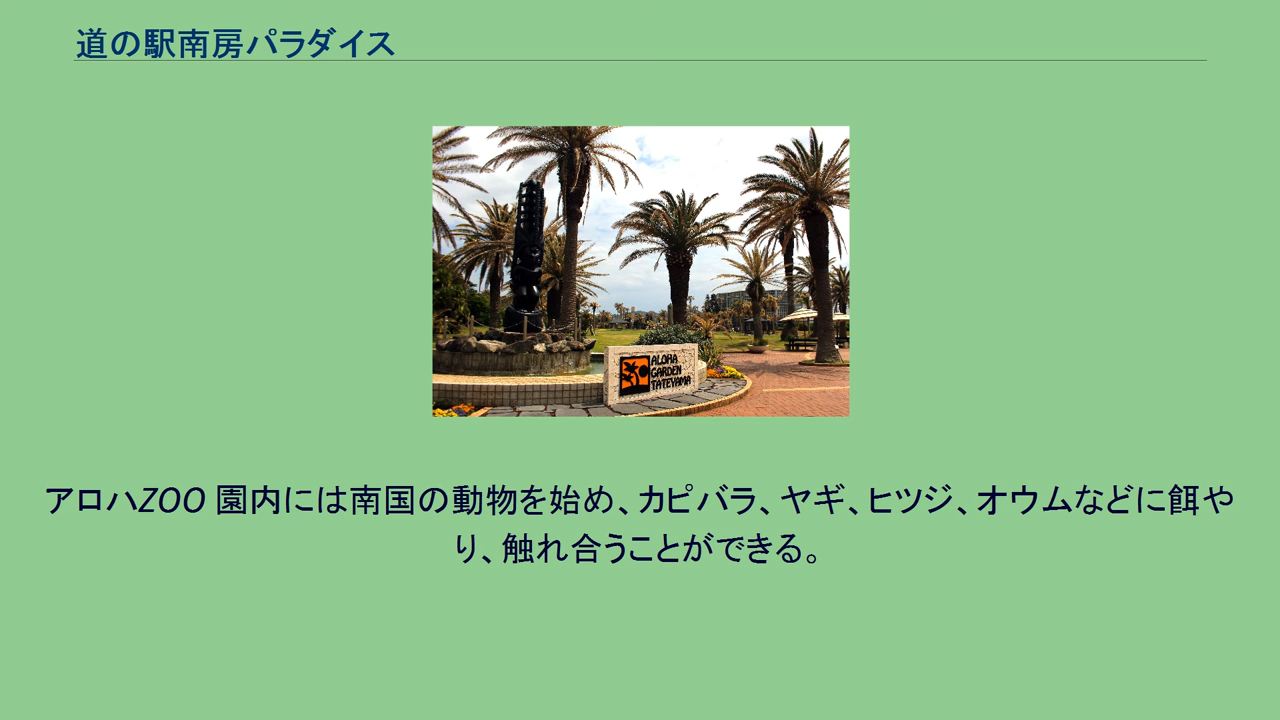 道の駅南房パラダイス
ALOHA
GARDEN
TATEYAMA
アロハZOO 園内には南国の動物を始め、カピバラ、ヤギ、ヒツジ、オウムなどに餌や
り、触れ合うことができる。